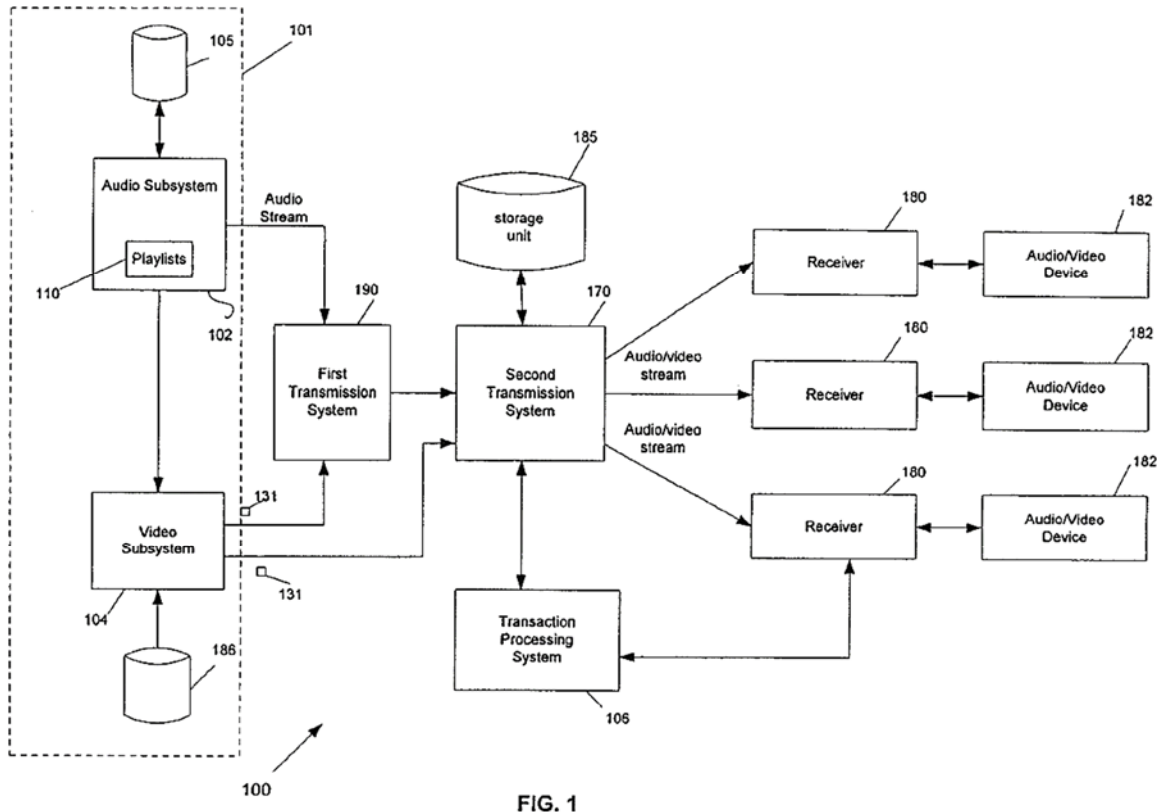 105
101
Audio Subsystem
Playlists
110
102
Audio
Stream
190
First
Transmission
System
185
storage
unit
170
Second
Transmission
System
Audio/video
stream
Audio/video
stream
180
Receiver
182
Audio/Video
Device
180
Receiver
182
Audio/Video
Device
180
Receiver
182
Audio/Video
Device
Video
Subsystem
104
131
131
186
Transaction
Processing
System
106
100
FIG. 1